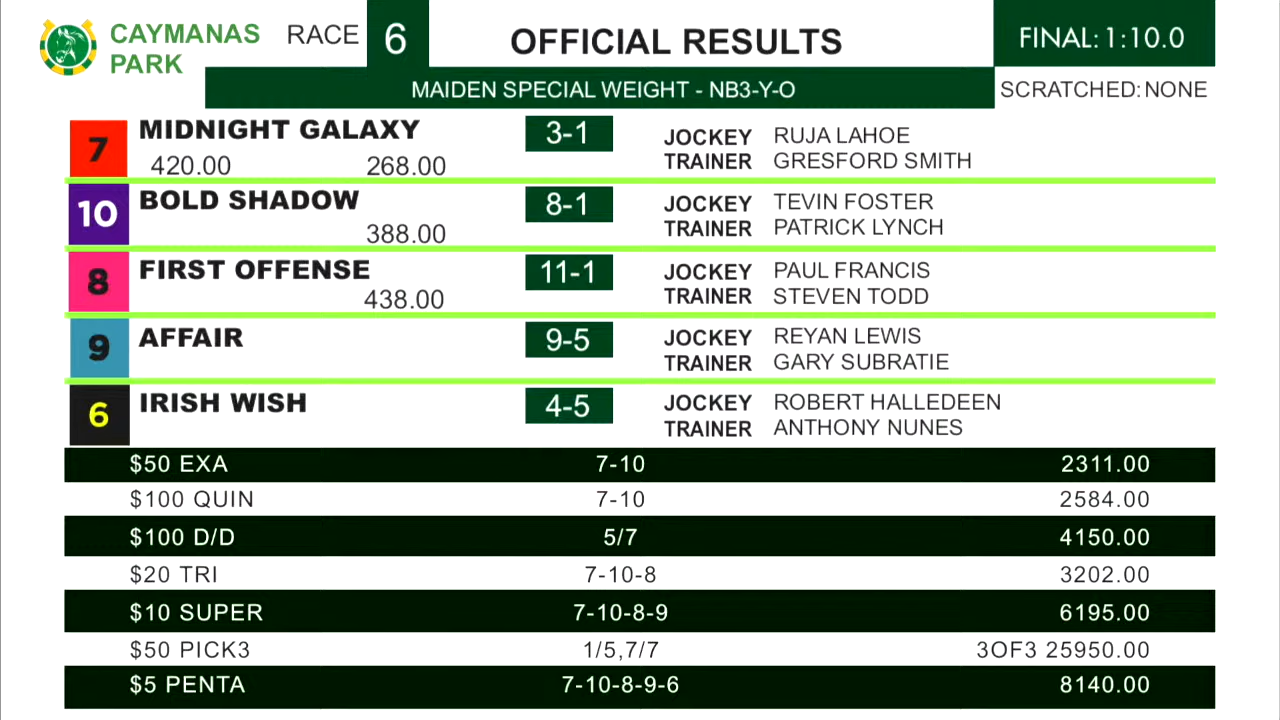 CAYMANAS PARK RACE 6 OFFICIAL RESULTS FINAL: 1:10.0
MAIDEN SPECIAL WEIGHT - NB3-Y-O SCRATCHED: NONE
7 MIDNIGHT GALAXY 3-1 JOCKEY RUJA LAHOE
420.00 268.00 TRAINER GRESFORD SMITH
10 BOLD SHADOW 8-1 JOCKEY TEVIN FOSTER
388.00 TRAINER PATRICK LYNCH
8 FIRST OFFENSE 11-1 JOCKEY PAUL FRANCIS
438.00 TRAINER STEVEN TODD
9 AFFAIR 9-5 JOCKEY REYAN LEWIS
TRAINER GARY SUBRATIE
6 IRISH WISH 4-5 JOCKEY ROBERT HALLEDEEN
TRAINER ANTHONY NUNES
$50 EXA 7-10 2311.00
$100 QUIN 7-10 2584.00
$100 D/D 5/7 4150.00
$20 TRI 7-10-8 3202.00
$10 SUPER 7-10-8-9 6195.00
$50 PICK3 1/5,7/7 3OF3 25950.00
$5 PENTA 7-10-8-9-6 8140.00